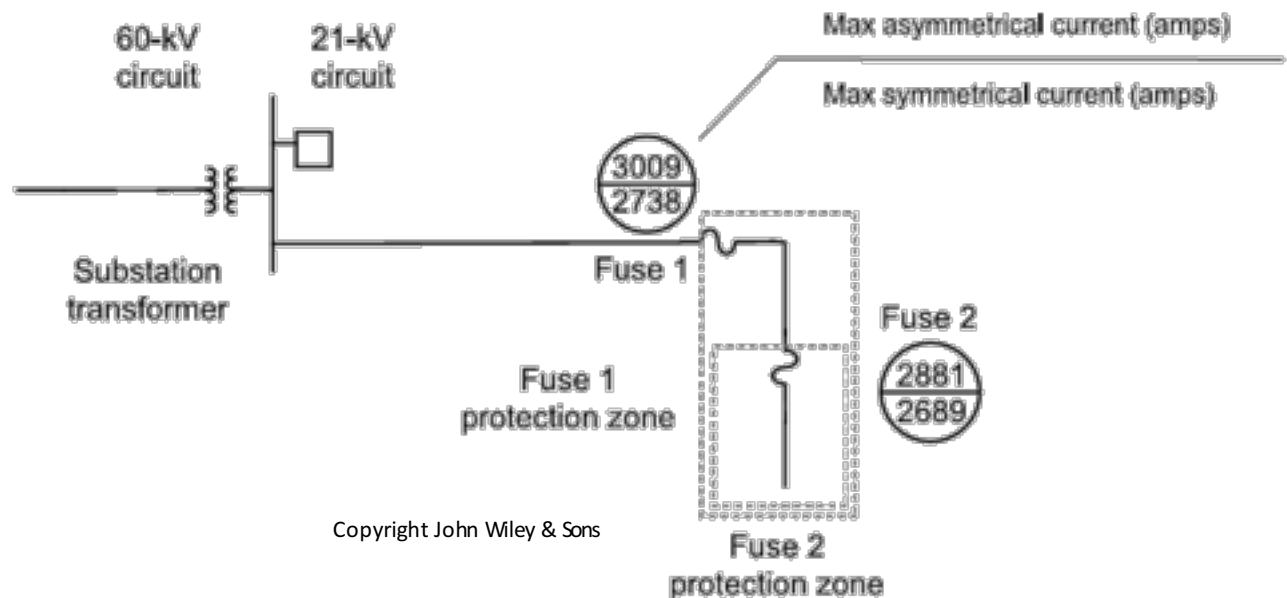 60-kV
circuit
21-kV
circuit
Max asymmetrical current (amps)
Max symmetrical current (amps)
3009
2738
Substation
transformer
Fuse 1
Fuse 2
2881
2689
Fuse 1
protection zone
Copyright John Wiley & Sons
Fuse 2
protection zone